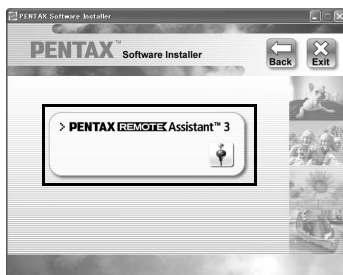 PENTAX Software Installer
PENTAX™ Software Installer
Back
Exit
> PENTAX REMOTE Assistant™ 3